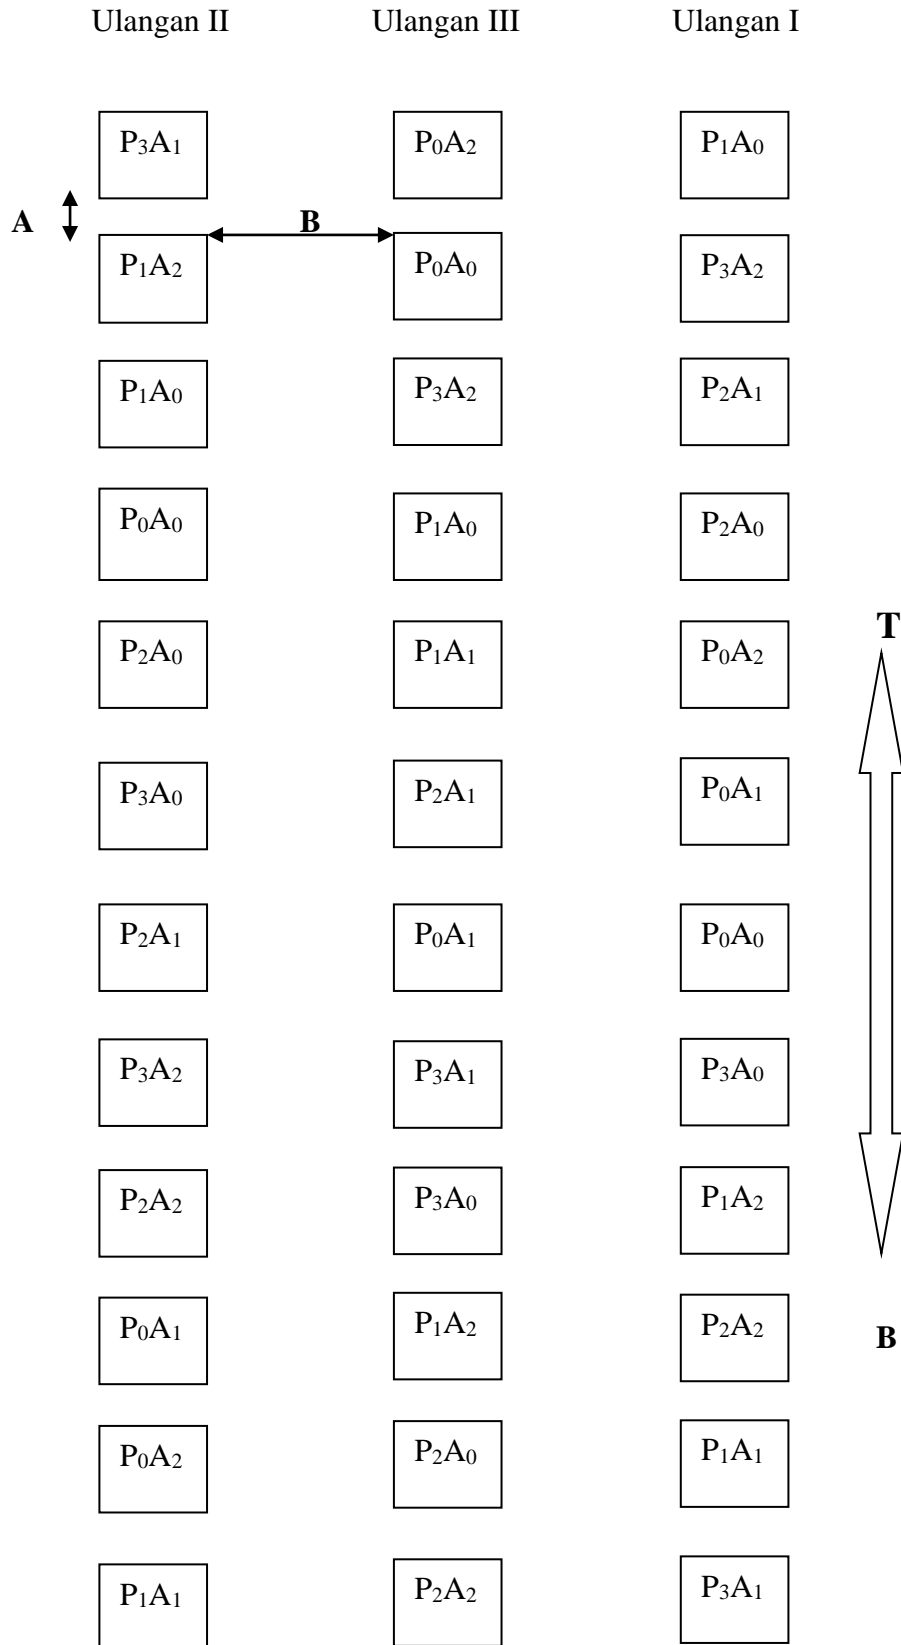 Ulangan II Ulangan III Ulangan I
P₃A₁ P₀A₂ P₁A₀
A B
P₁A₂ P₀A₀ P₃A₂
P₁A₀ P₃A₂ P₂A₁
P₀A₀ P₁A₀ P₂A₀
T
P₂A₀ P₁A₁ P₀A₂
P₃A₀ P₂A₁ P₀A₁
P₂A₁ P₀A₁ P₀A₀
P₃A₂ P₃A₁ P₃A₀
P₂A₂ P₃A₀ P₁A₂
P₀A₁ P₁A₂ P₂A₂
B
P₀A₂ P₂A₀ P₁A₁
P₁A₁ P₂A₂ P₃A₁